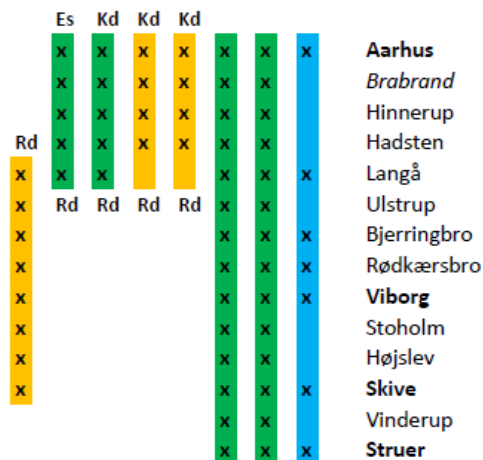 Es Kd Kd Kd
x x x x x x x Aarhus
x x x x x x Brabrand
x x x x x x Hinnerup
Rd x x x x x x Hadsten
x x x x x x Langå
x Rd Rd Rd Rd x x Ulstrup
x x x x Bjerringbro
x x x x Rødkærsbro
x x x x Viborg
x x x Stoholm
x x x Højslev
x x x x Skive
x x Vinderup
x x x Struer